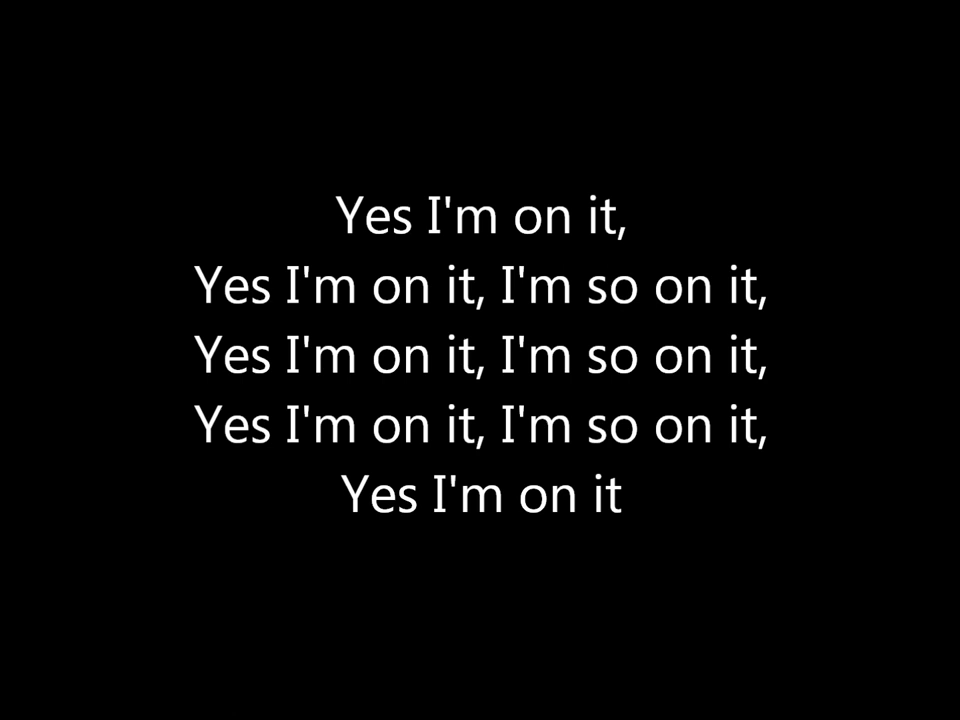 Yes I'm on it,
Yes I'm on it, I'm so on it,
Yes I'm on it, I'm so on it,
Yes I'm on it, I'm so on it,
Yes I'm on it